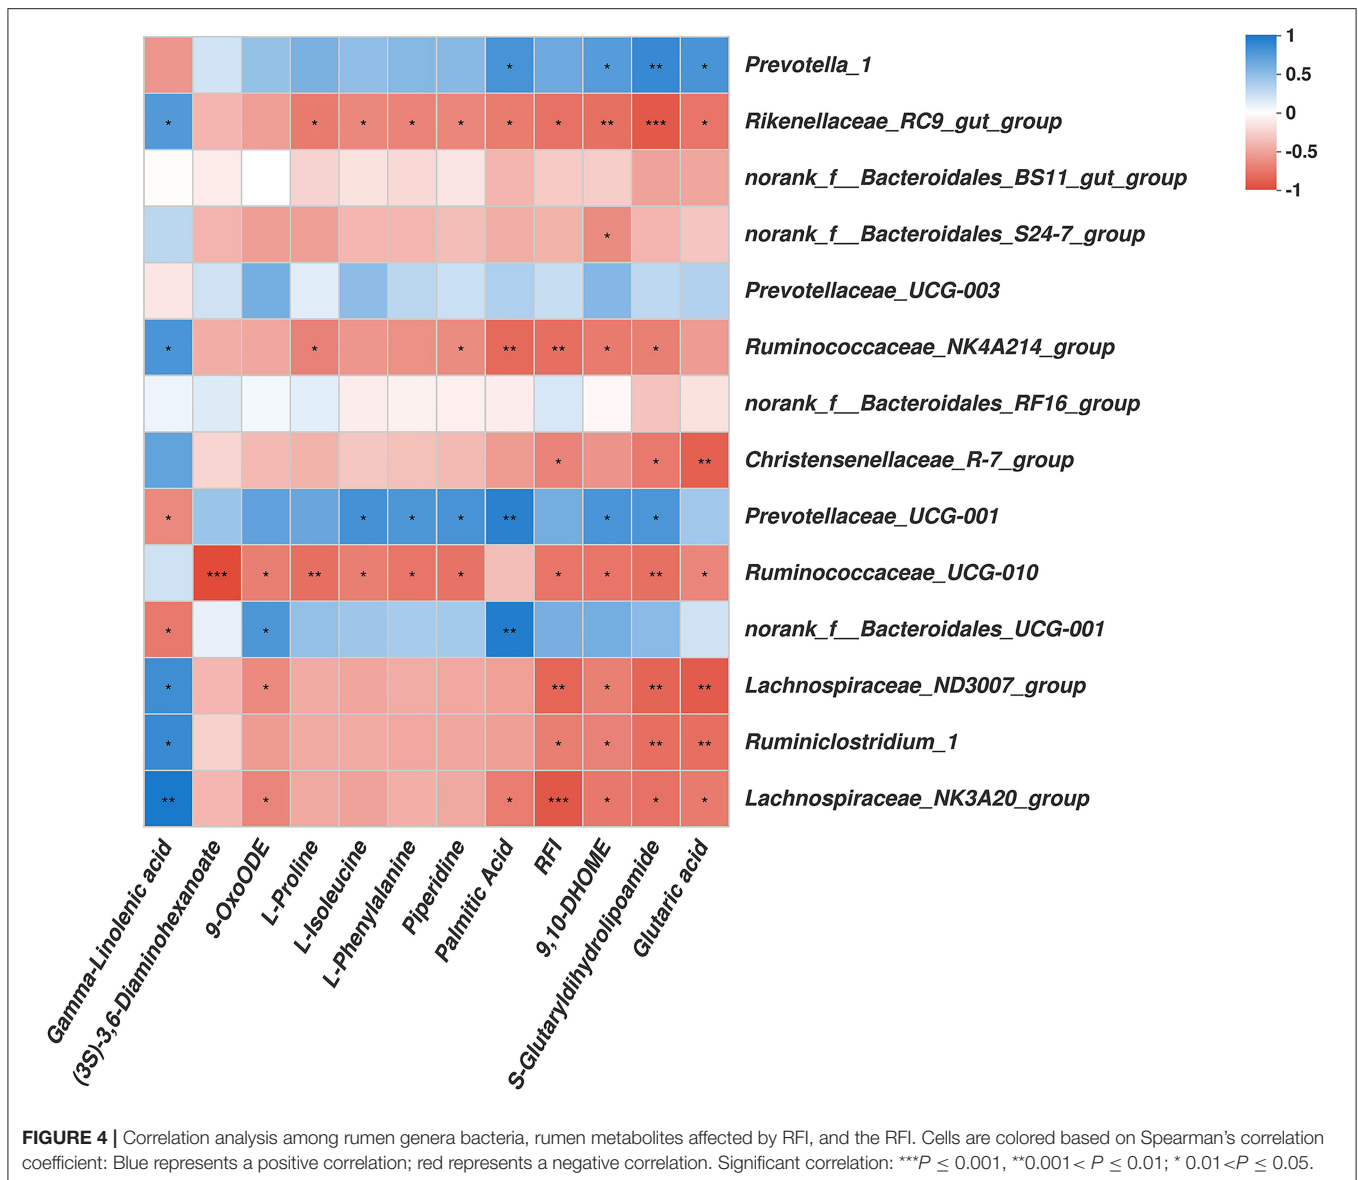 1
0.5
0
-0.5
-1
Prevotella_1
* * ** *
Rikenellaceae_RC9_gut_group
* * * * * * * ** *** *
norank_f__Bacteroidales_BS11_gut_group
norank_f__Bacteroidales_S24-7_group
*
Prevotellaceae_UCG-003
Ruminococcaceae_NK4A214_group
* * * ** ** * *
norank_f__Bacteroidales_RF16_group
Christensenellaceae_R-7_group
* * **
Prevotellaceae_UCG-001
* * * * ** * *
Ruminococcaceae_UCG-010
*** * ** * * * * * ** *
norank_f__Bacteroidales_UCG-001
* * **
Lachnospiraceae_ND3007_group
* * ** * ** **
Ruminiclostridium_1
* * * ** **
Lachnospiraceae_NK3A20_group
** * * *** * * *
Gamma-Linolenic acid
(3S)-3,6-Diaminohexanoate
9-OxoODE
L-Proline
L-Isoleucine
L-Phenylalanine
Piperidine
Palmitic Acid
RFI
9,10-DHOME
S-Glutaryldihydrolipoamide
Glutaric acid
FIGURE 4 | Correlation analysis among rumen genera bacteria, rumen metabolites affected by RFI, and the RFI. Cells are colored based on Spearman's correlation
coefficient: Blue represents a positive correlation; red represents a negative correlation. Significant correlation: ***P ≤ 0.001, **0.001< P ≤ 0.01; * 0.01<P ≤ 0.05.